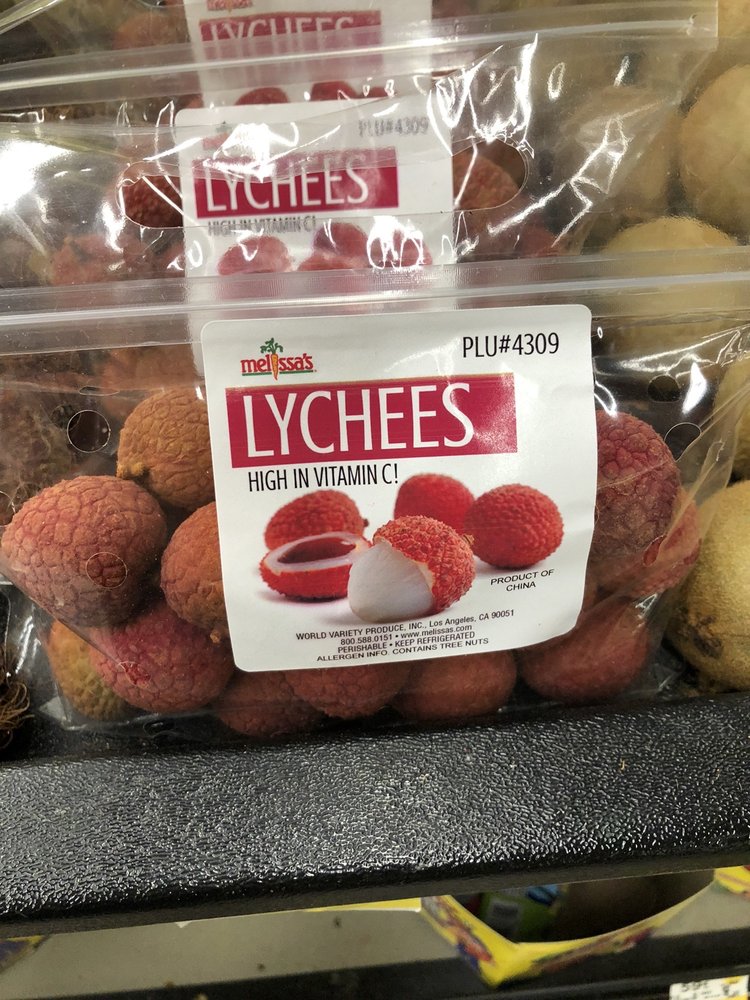 LYCHEES
PLU#4309
LYCHEES
HIGH IN VITAMIN C!
melissa's
PLU#4309
LYCHEES
HIGH IN VITAMIN C!
PRODUCT OF
CHINA
WORLD VARIETY PRODUCE, INC., Los Angeles, CA 90051
800.588.0151 • www.melissas.com
PERISHABLE • KEEP REFRIGERATED
ALLERGEN INFO. CONTAINS TREE NUTS